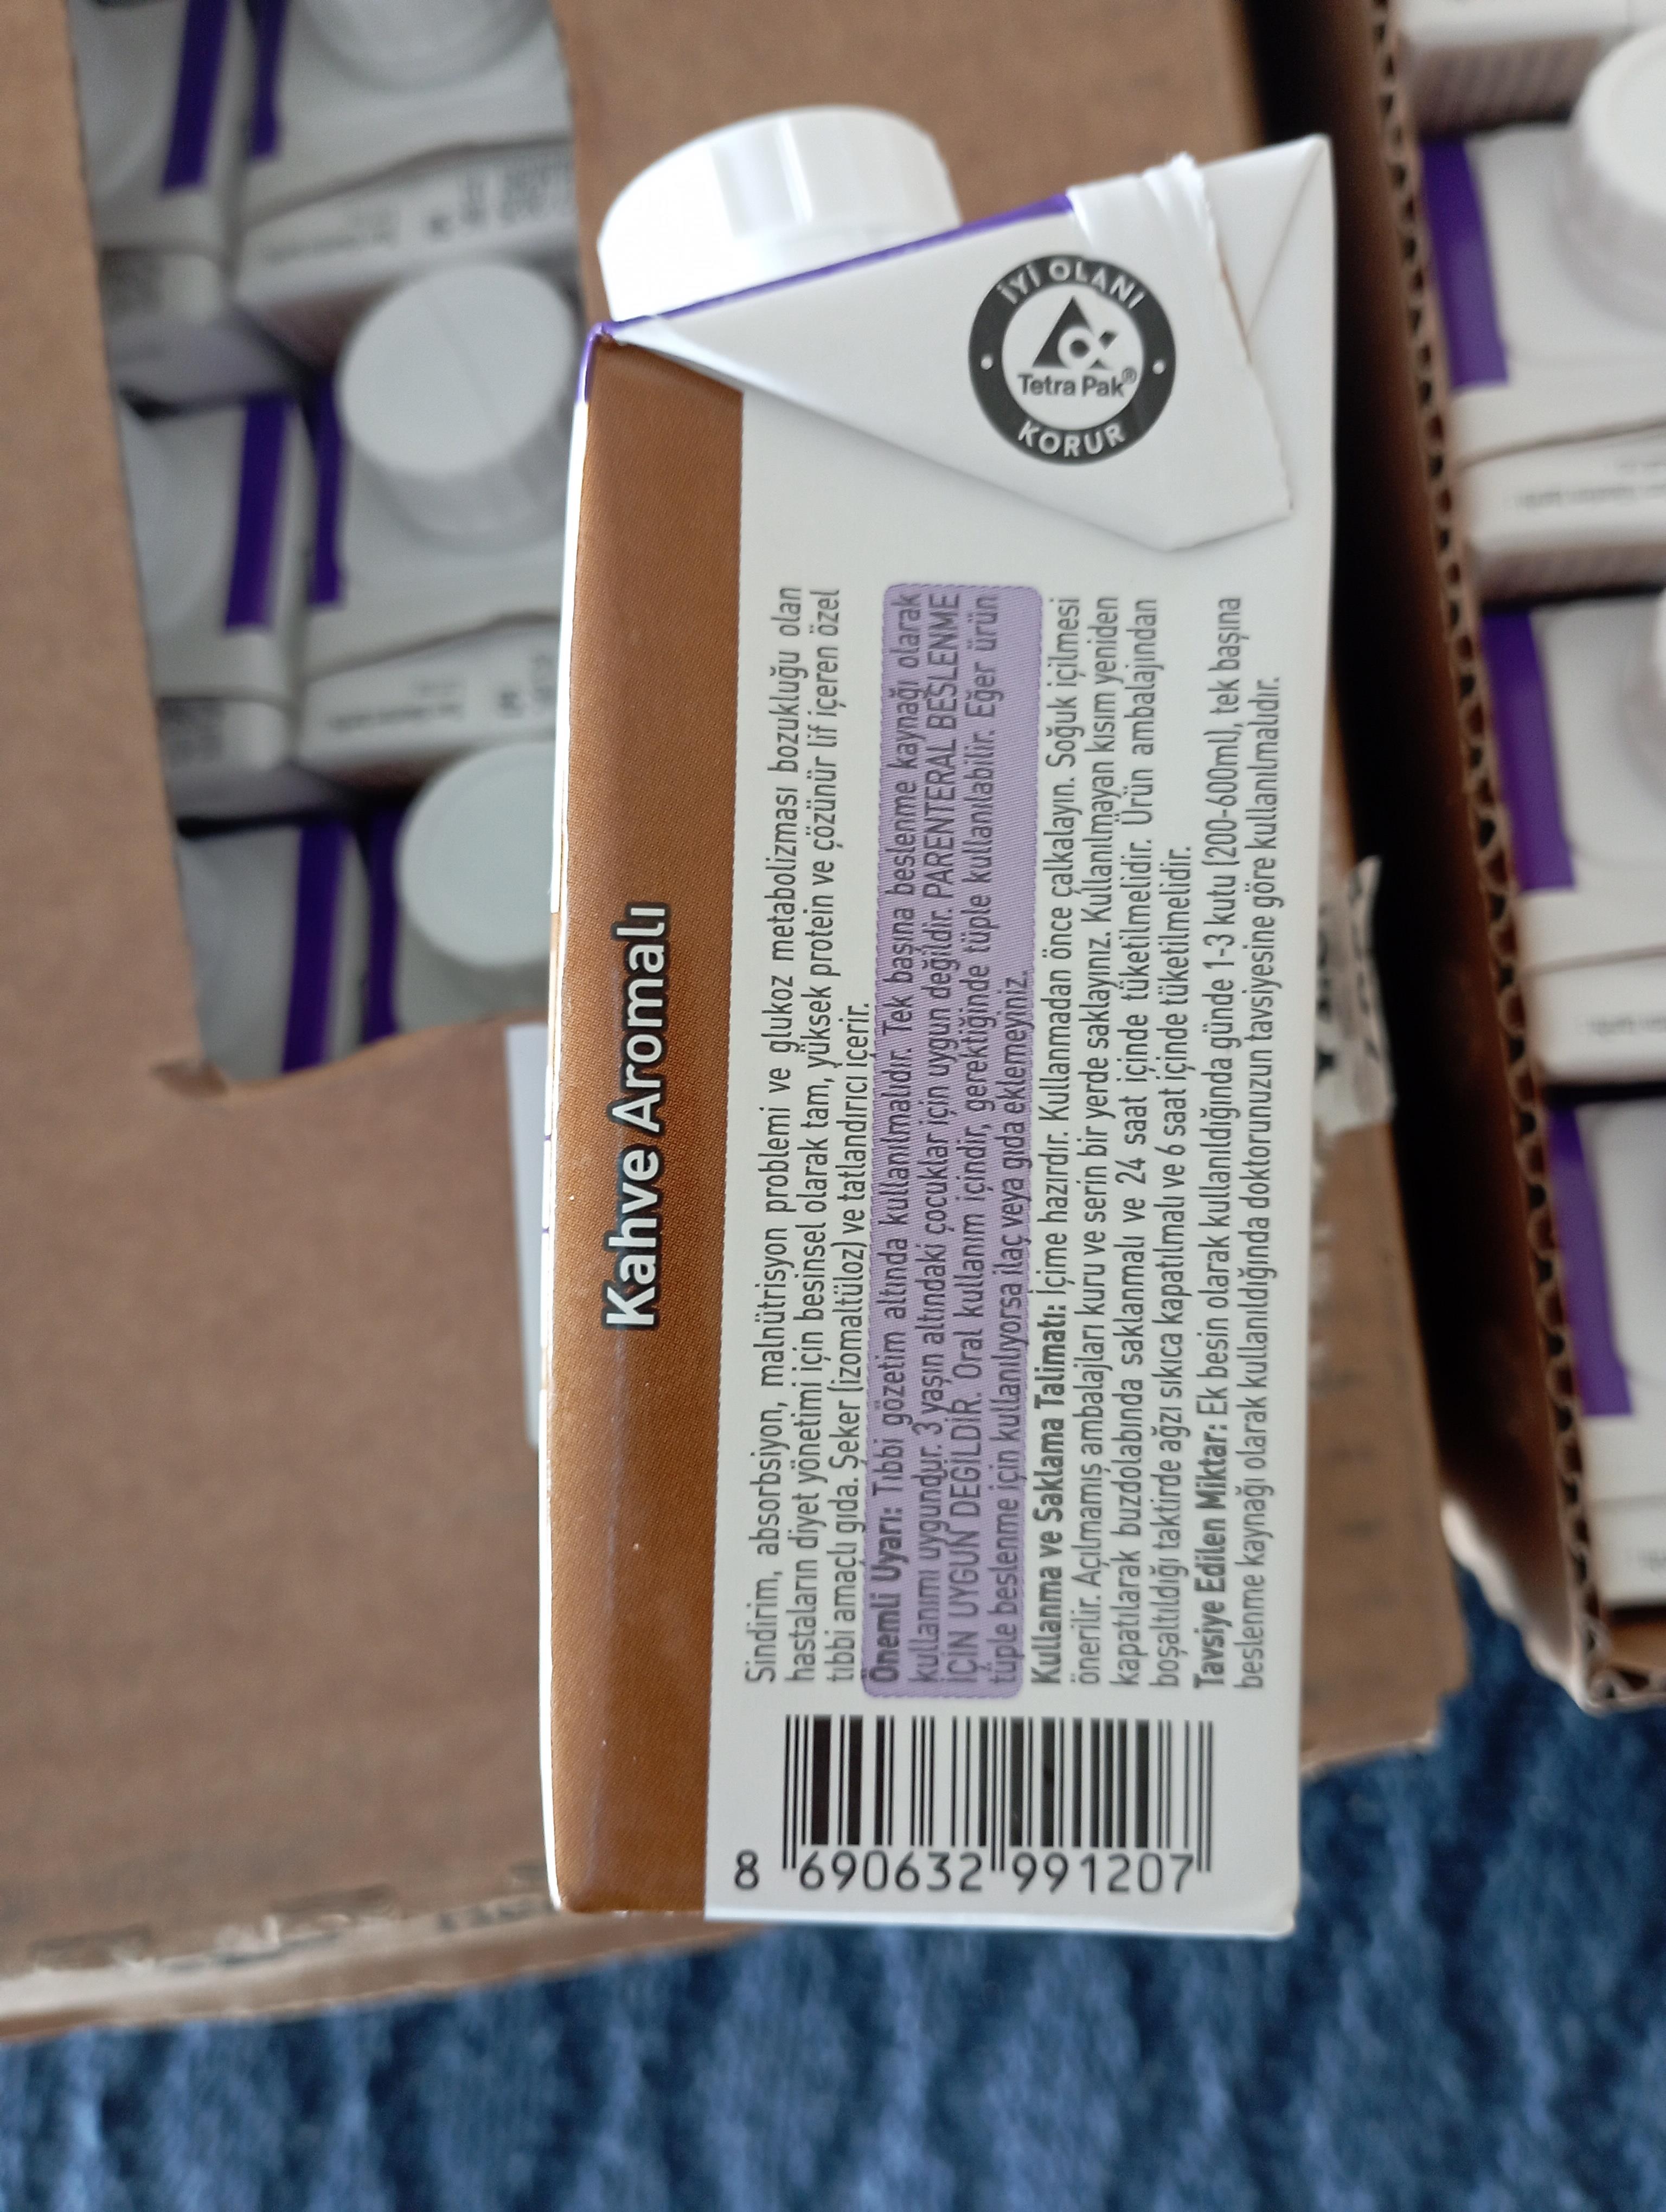 Kahve Aromalı
Sindirim, absorbsiyon, malnütrisyon problemi ve glukoz metabolizması bozukluğu olan
hastaların diyet yönetimi için besinsel olarak tam, yüksek protein ve çözünür lif içeren özel
tıbbi amaçlı gıda. Şeker (izomaltüloz) ve tatlandırıcı içerir.
Önemli Uyarı: Tıbbi gözetim altında kullanılmalıdır. Tek başına beslenme kaynağı olarak
kullanımı uygundur. 3 yaşın altındaki çocuklar için uygun değildir. PARENTERAL BESLENME
İÇİN UYGUN DEĞİLDİR. Oral kullanım içindir, gerektiğinde tüple kullanılabilir. Eğer ürün
tüple beslenme için kullanılıyorsa ilaç veya gıda eklemeyiniz.
Kullanma ve Saklama Talimatı: İçime hazırdır. Kullanmadan önce çalkalayın. Soğuk içilmesi
önerilir. Açılmamış ambalajları kuru ve serin bir yerde saklayınız. Kullanılmayan kısım yeniden
kapatılarak buzdolabında saklanmalı ve 24 saat içinde tüketilmelidir. Ürün ambalajından
boşaltıldığı taktirde ağzı sıkıca kapatılmalı ve 6 saat içinde tüketilmelidir.
Tavsiye Edilen Miktar: Ek besin olarak kullanıldığında günde 1-3 kutu (200-600ml), tek başına
beslenme kaynağı olarak kullanıldığında doktorunuzun tavsiyesine göre kullanılmalıdır.
8 690632 991207
İYİ OLANI
Tetra Pak®
KORUR